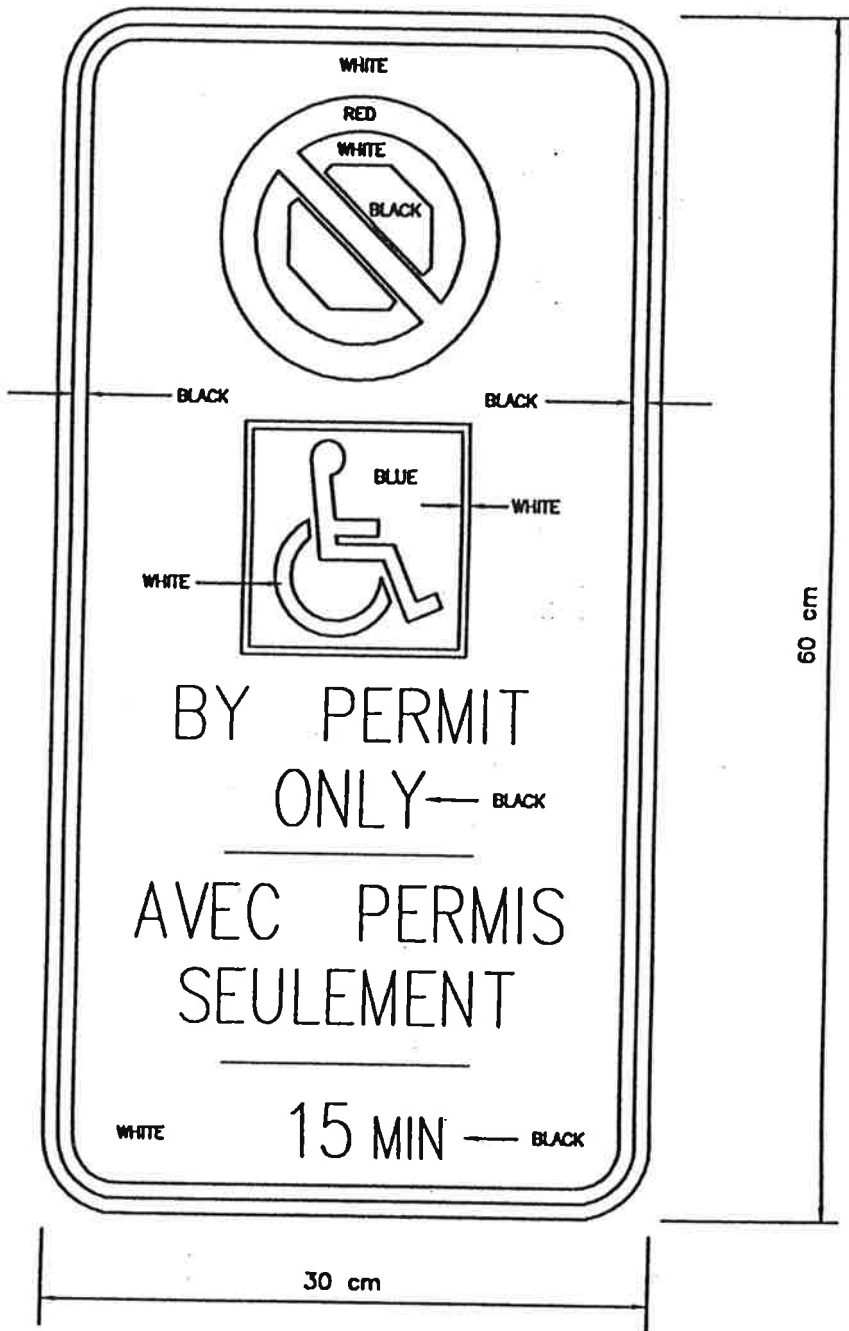 WHITE
RED
WHITE
BLACK
BLACK BLACK
BLUE
WHITE
WHITE
60 cm
BY PERMIT
ONLY BLACK
AVEC PERMIS
SEULEMENT
WHITE 15 MIN BLACK
30 cm